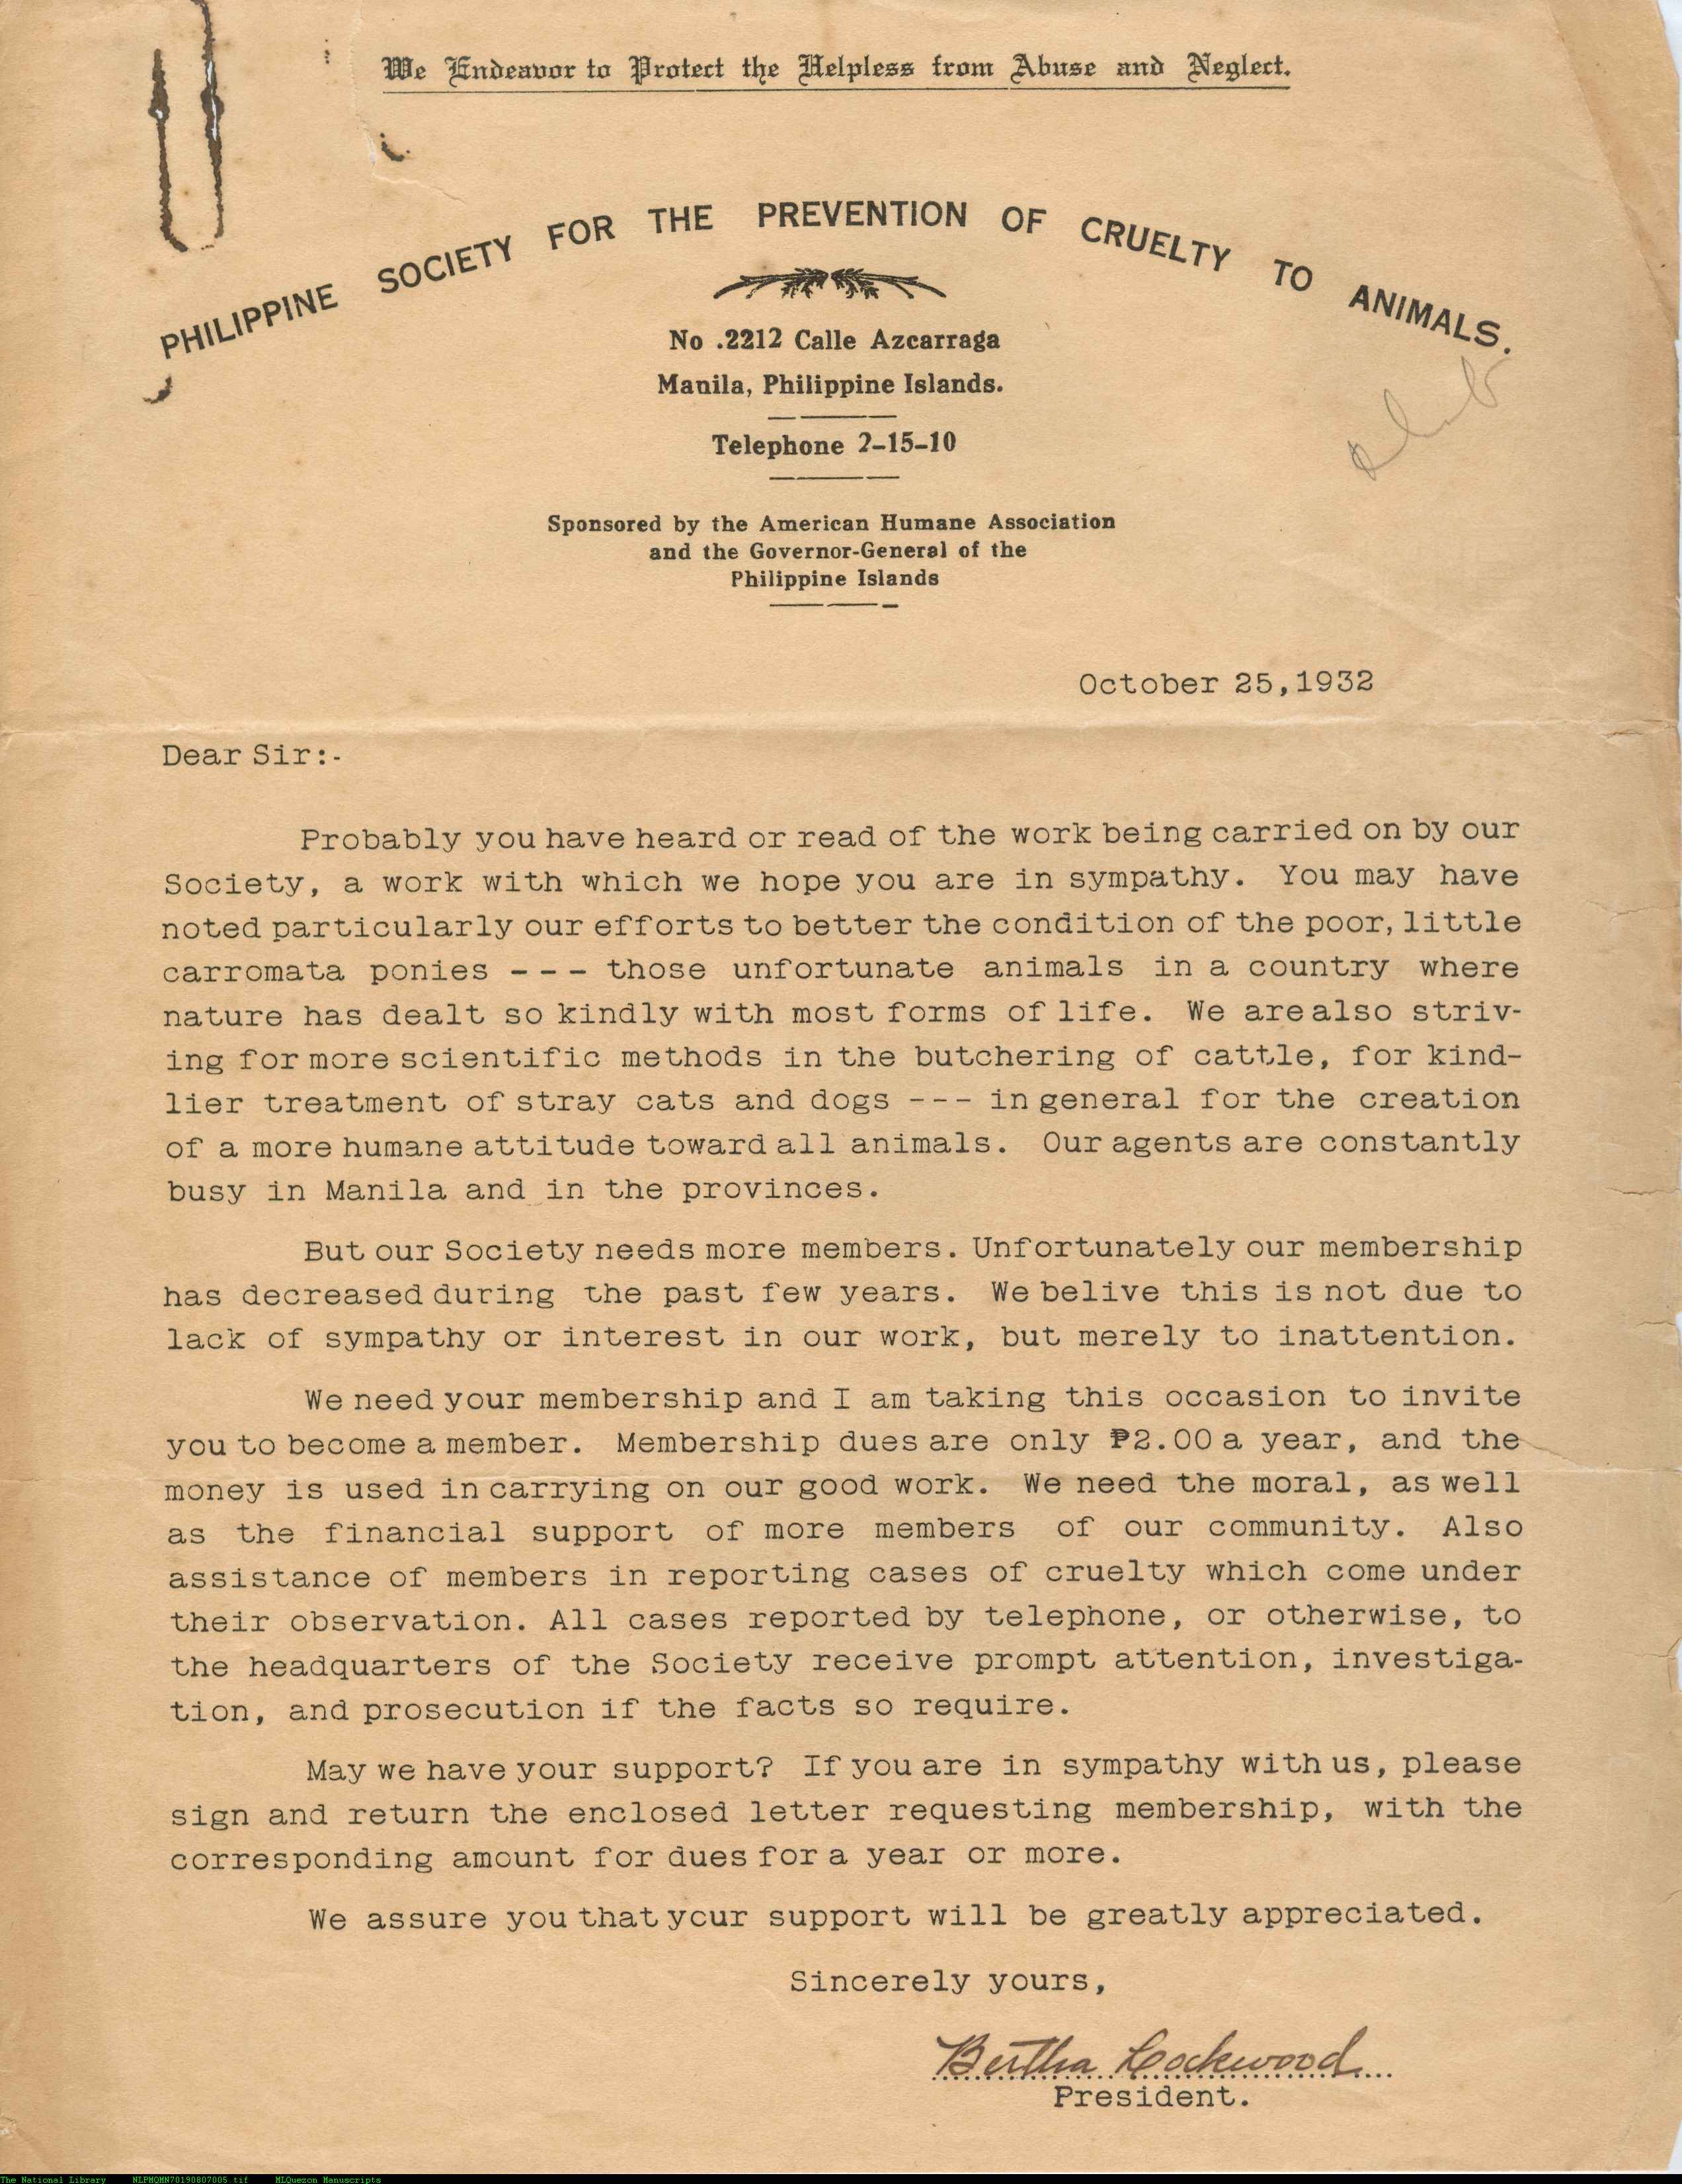 We Endeavor to Protect the Helpless from Abuse and Neglect.
PHILIPPINE SOCIETY FOR THE PREVENTION OF CRUELTY TO ANIMALS.
No .2212 Calle Azcarraga
Manila, Philippine Islands.
Telephone 2-15-10
Sponsored by the American Humane Association
and the Governor-General of the
Philippine Islands
October 25,1932
Dear Sir:-
Probably you have heard or read of the work being carried on by our
Society, a work with which we hope you are in sympathy. You may have
noted particularly our efforts to better the condition of the poor, little
carromata ponies --- those unfortunate animals in a country where
nature has dealt so kindly with most forms of life. We are also striv-
ing for more scientific methods in the butchering of cattle, for kind-
lier treatment of stray cats and dogs --- in general for the creation
of a more humane attitude toward all animals. Our agents are constantly
busy in Manila and in the provinces.
But our Society needs more members. Unfortunately our membership
has decreased during the past few years. We belive this is not due to
lack of sympathy or interest in our work, but merely to inattention.
We need your membership and I am taking this occasion to invite
you to become a member. Membership dues are only ₱2.00 a year, and the
money is used in carrying on our good work. We need the moral, as well
as the financial support of more members of our community. Also
assistance of members in reporting cases of cruelty which come under
their observation. All cases reported by telephone, or otherwise, to
the headquarters of the Society receive prompt attention, investiga-
tion, and prosecution if the facts so require.
May we have your support? If you are in sympathy with us, please
sign and return the enclosed letter requesting membership, with the
corresponding amount for dues for a year or more.
We assure you that your support will be greatly appreciated.
Sincerely yours,
Bertha Lockwood
President.
The National Library NLPMQMN70190807005.tif MLQuezon Manuscripts